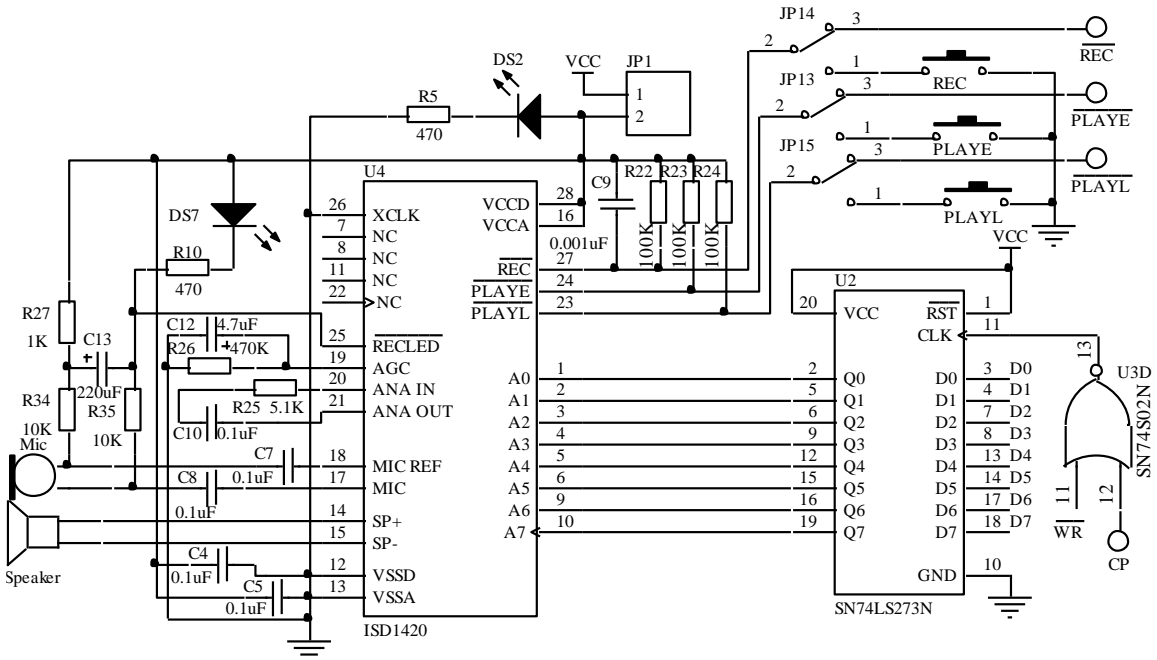 JP14
3
2
REC
1
REC
JP13
3
2
PLAYE
1
PLAYE
JP15
3
2
PLAYL
1
PLAYL
DS2
VCC
JP1
1
2
R5
470
U4
C9
0.001uF
R22
R23
R24
100K
100K
100K
DS7
R10
470
R27
1K
C13
220uF
R34
10K
R35
10K
Mic
Speaker
C12
4.7uF
R26
470K
R25
5.1K
C10
0.1uF
C7
0.1uF
C8
0.1uF
C4
0.1uF
C5
0.1uF
26 XCLK
7 NC
8 NC
11 NC
22 NC
25 RECLED
19 AGC
20 ANA IN
21 ANA OUT
18 MIC REF
17 MIC
14 SP+
15 SP-
12 VSSD
13 VSSA
VCCD 28
VCCA 16
REC 27
PLAYE 24
PLAYL 23
A0 1
A1 2
A2 3
A3 4
A4 5
A5 6
A6 9
A7 10
ISD1420
VCC
U2
20 VCC
2 Q0
5 Q1
6 Q2
9 Q3
12 Q4
15 Q5
16 Q6
19 Q7
RST 1
CLK 11
D0 3 D0
D1 4 D1
D2 7 D2
D3 8 D3
D4 13 D4
D5 14 D5
D6 17 D6
D7 18 D7
GND 10
SN74LS273N
13
U3D
SN74S02N
11
12
WR
CP